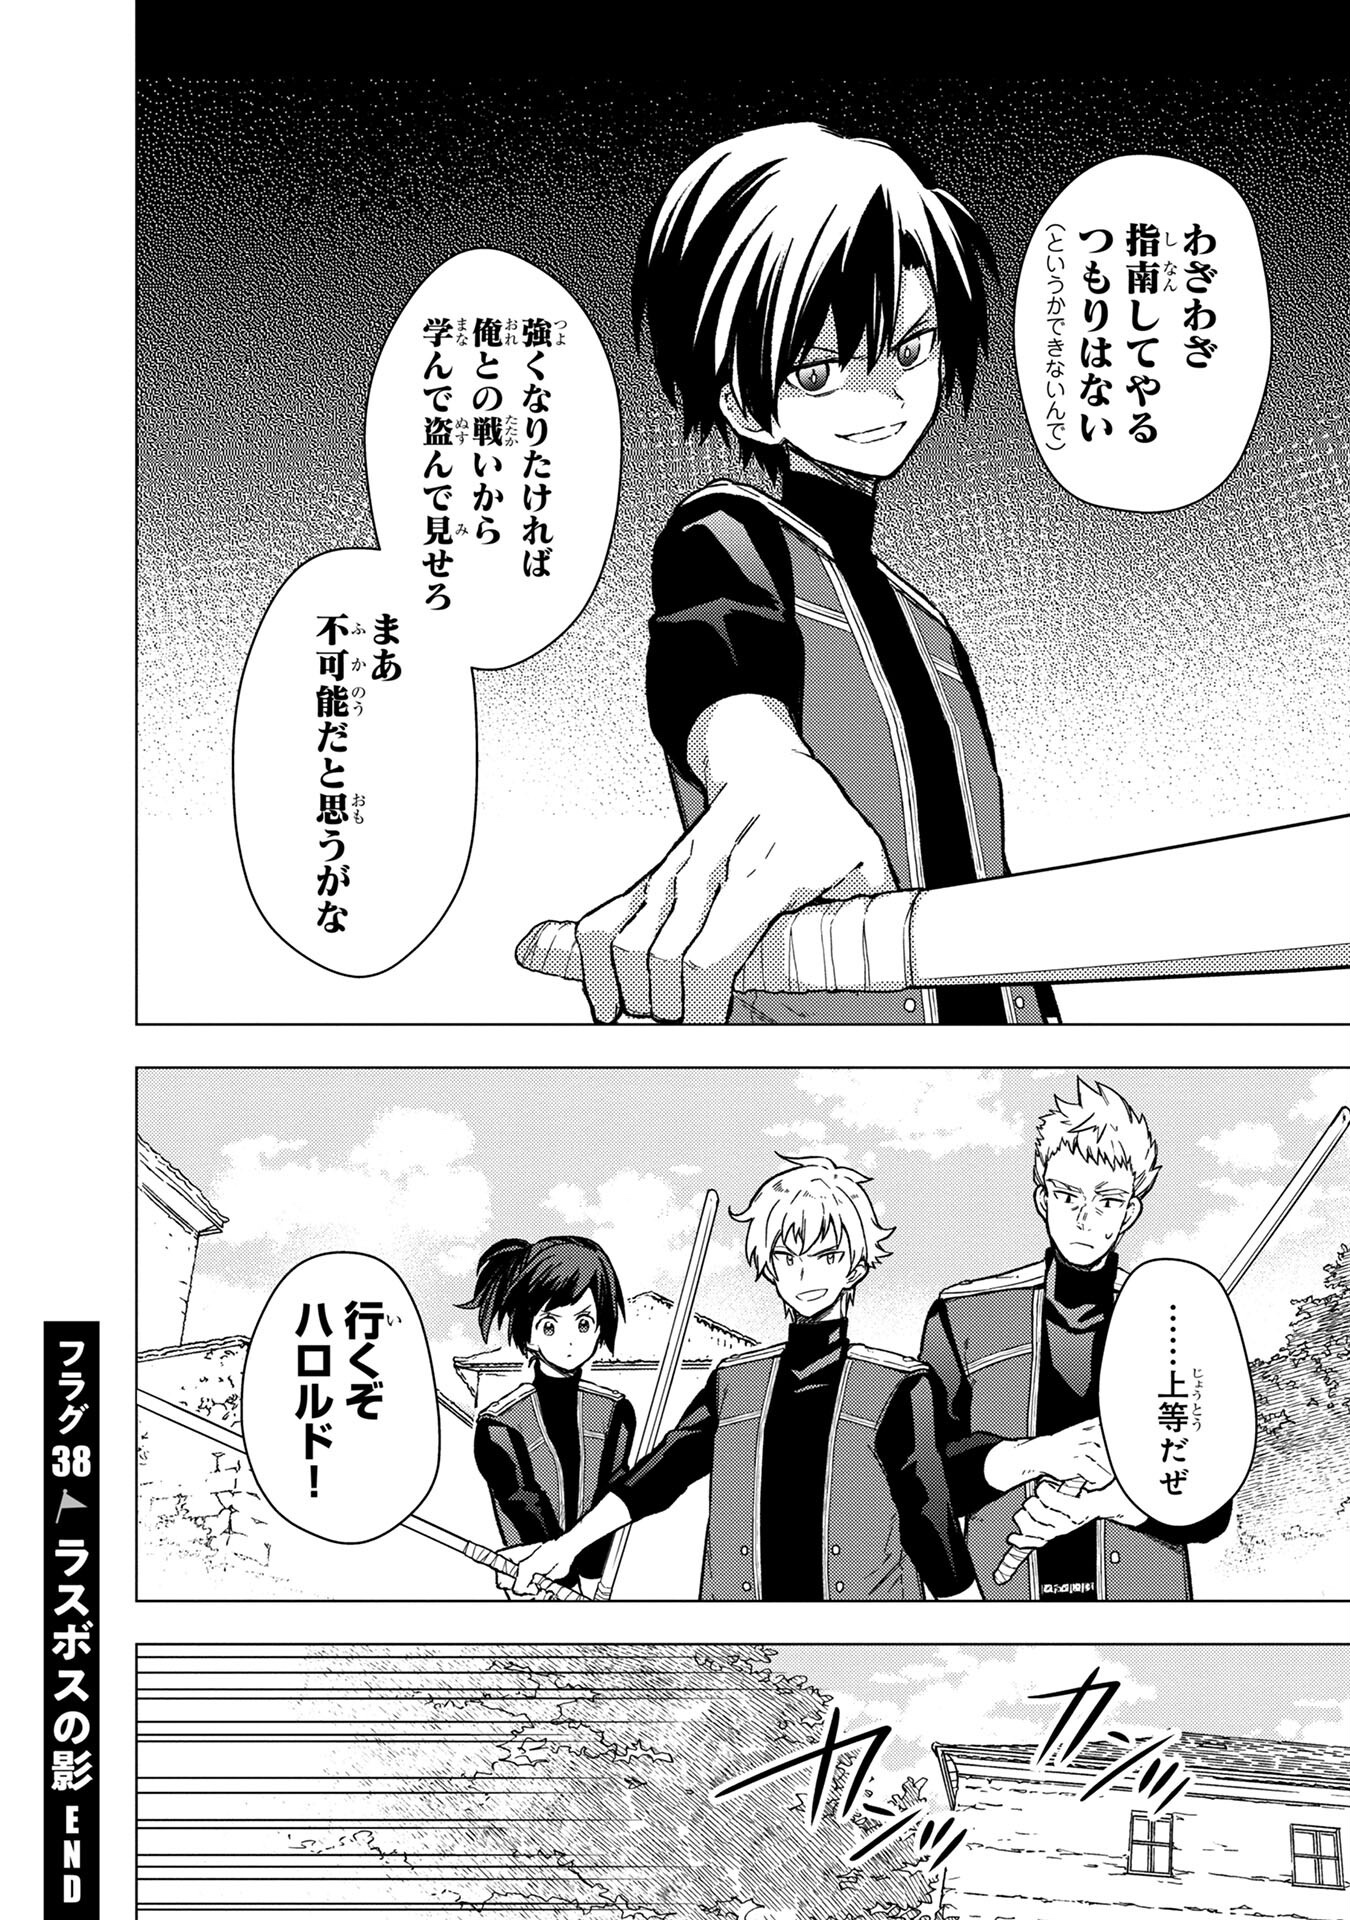 わざわざ
指南してやる
つもりはない
(というかできないんで)
強くなりたければ
俺との戦いから
学んで盗んで見せろ
まあ
不可能だと思うがな
……上等だぜ
行くぞ
ハロルド!
カンッ
カンッ
フラグ38 ラスボスの影 END